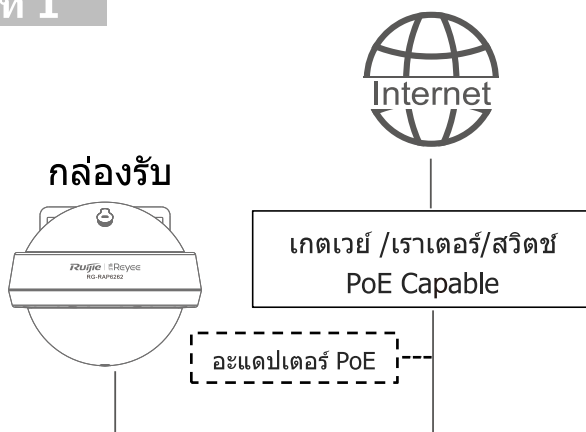 ที่ 1
Internet
กล่องรับ
Ruijie | Reyee
RG-RAP6262
เกตเวย์ /เราเตอร์/สวิตช์
PoE Capable
อะแดปเตอร์ PoE